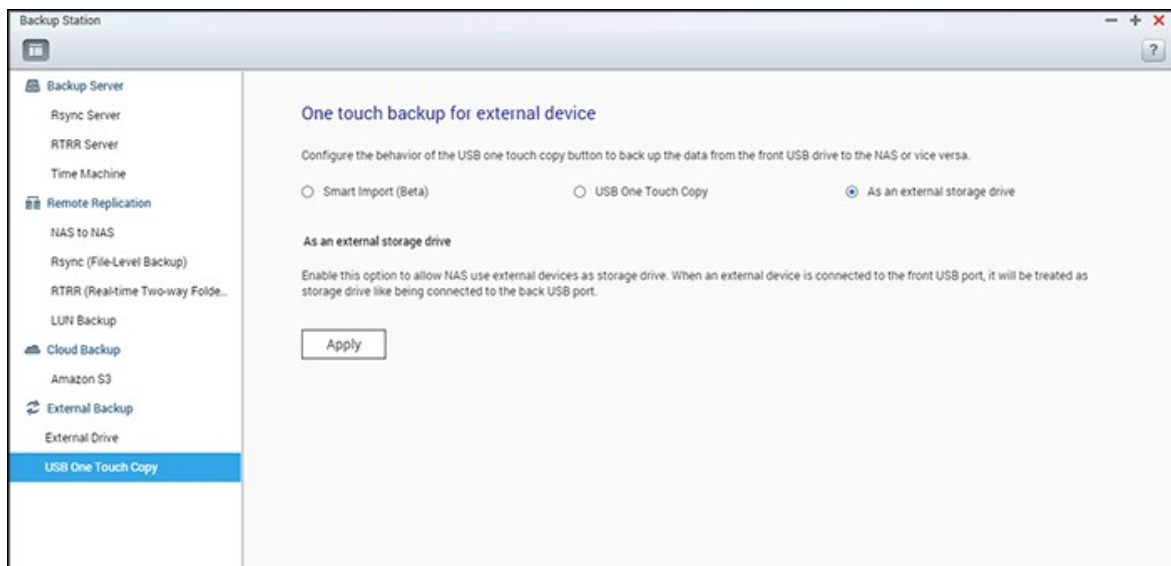 Backup Station
?
Backup Server
Rsync Server
RTRR Server
Time Machine
Remote Replication
NAS to NAS
Rsync (File-Level Backup)
RTRR (Real-time Two-way Folde...
LUN Backup
Cloud Backup
Amazon S3
External Backup
External Drive
USB One Touch Copy
One touch backup for external device
Configure the behavior of the USB one touch copy button to back up the data from the front USB drive to the NAS or vice versa.
Smart Import (Beta) USB One Touch Copy As an external storage drive
As an external storage drive
Enable this option to allow NAS use external devices as storage drive. When an external device is connected to the front USB port, it will be treated as
storage drive like being connected to the back USB port.
Apply